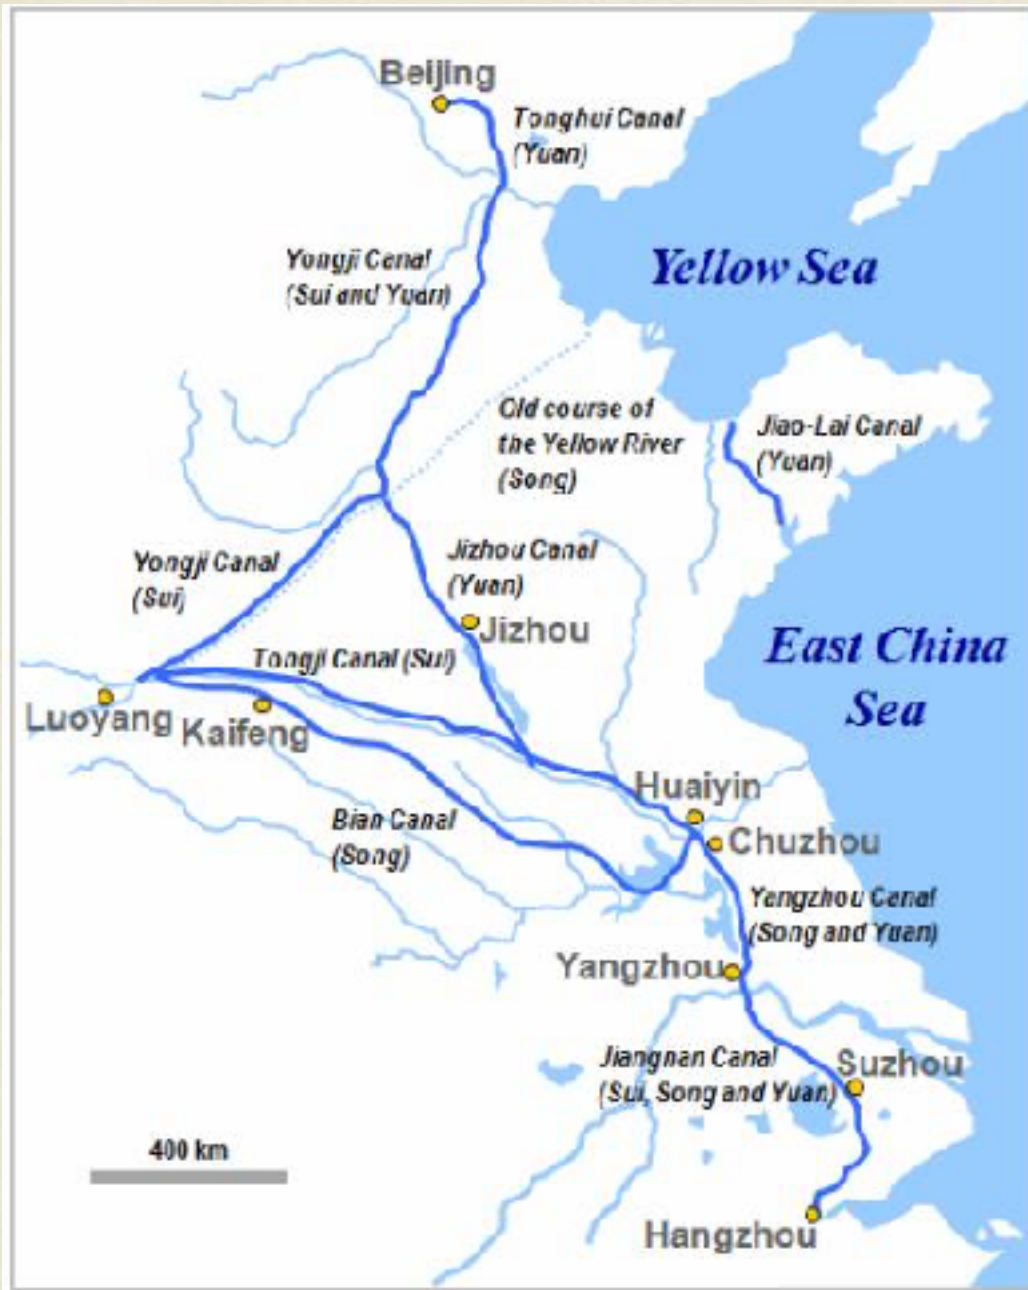 Beijing
Tonghui Canal
(Yuan)
Yongji Canal
(Sui and Yuan)
Yellow Sea
Old course of
the Yellow River
(Song)
Jiao-Lai Canal
(Yuan)
Yongji Canal
(Sui)
Jizhou Canal
(Yuan)
Jizhou
Tongji Canal (Sui)
East China
Sea
Luoyang
Kaifeng
Huaiyin
Bian Canal
(Song)
Chuzhou
Yangzhou Canal
(Song and Yuan)
Yangzhou
Jiangnan Canal
(Sui, Song and Yuan)
Suzhou
400 km
Hangzhou